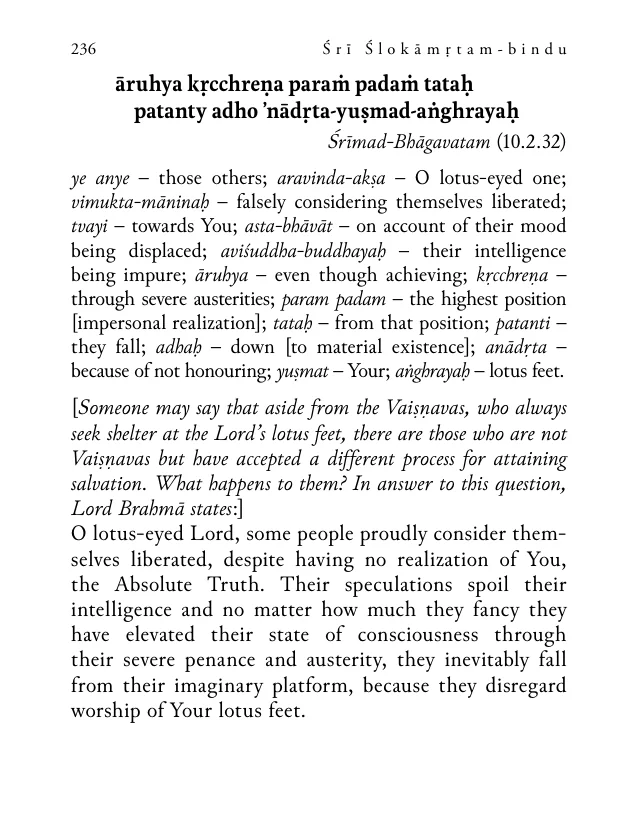 236
Śrī Ślokāmṛtam-bindu
āruhya kṛcchreṇa paraṁ padaṁ tataḥ
patanty adho ’nādṛta-yuṣmad-aṅghrayaḥ
Śrīmad-Bhāgavatam (10.2.32)
ye anye – those others; aravinda-akṣa – O lotus-eyed one;
vimukta-māninaḥ – falsely considering themselves liberated;
tvayi – towards You; asta-bhāvāt – on account of their mood
being displaced; aviśuddha-buddhayaḥ – their intelligence
being impure; āruhya – even though achieving; kṛcchreṇa –
through severe austerities; param padam – the highest position
[impersonal realization]; tataḥ – from that position; patanti –
they fall; adhaḥ – down [to material existence]; anādṛta –
because of not honouring; yuṣmat – Your; aṅghrayaḥ – lotus feet.
[Someone may say that aside from the Vaiṣṇavas, who always
seek shelter at the Lord’s lotus feet, there are those who are not
Vaiṣṇavas but have accepted a different process for attaining
salvation. What happens to them? In answer to this question,
Lord Brahmā states:]
O lotus-eyed Lord, some people proudly consider them-
selves liberated, despite having no realization of You,
the Absolute Truth. Their speculations spoil their
intelligence and no matter how much they fancy they
have elevated their state of consciousness through
their severe penance and austerity, they inevitably fall
from their imaginary platform, because they disregard
worship of Your lotus feet.